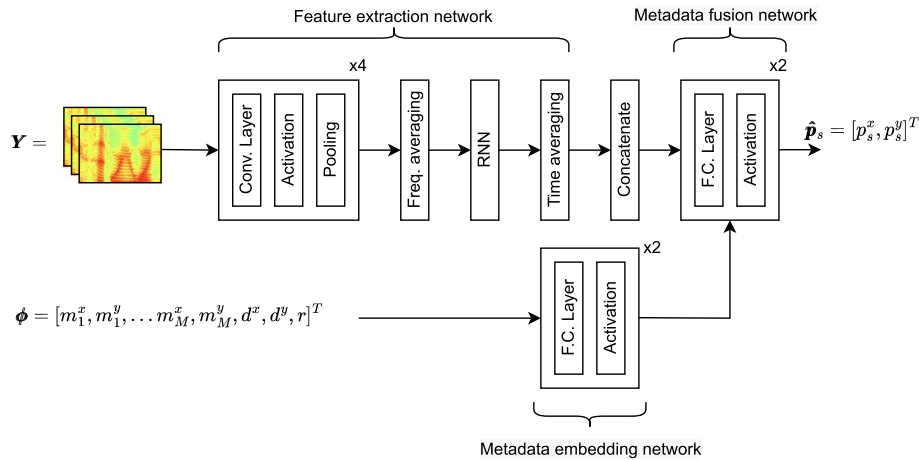 Feature extraction network
Metadata fusion network
x4
x2
Y =
Conv. Layer
Activation
Pooling
Freq. averaging
RNN
Time averaging
Concatenate
F.C. Layer
Activation
p̂_s = [p_s^x, p_s^y]^T
x2
ϕ = [m_1^x, m_1^y, … m_M^x, m_M^y, d^x, d^y, r]^T
F.C. Layer
Activation
Metadata embedding network